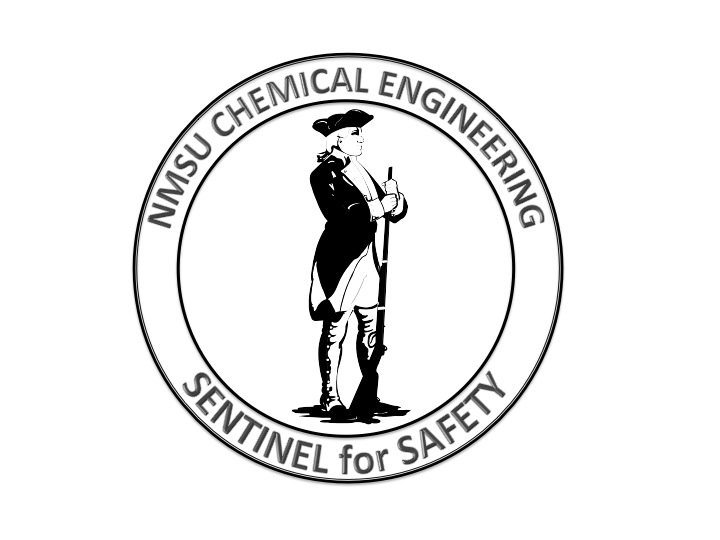 NMSU CHEMICAL ENGINEERING
SENTINEL for SAFETY